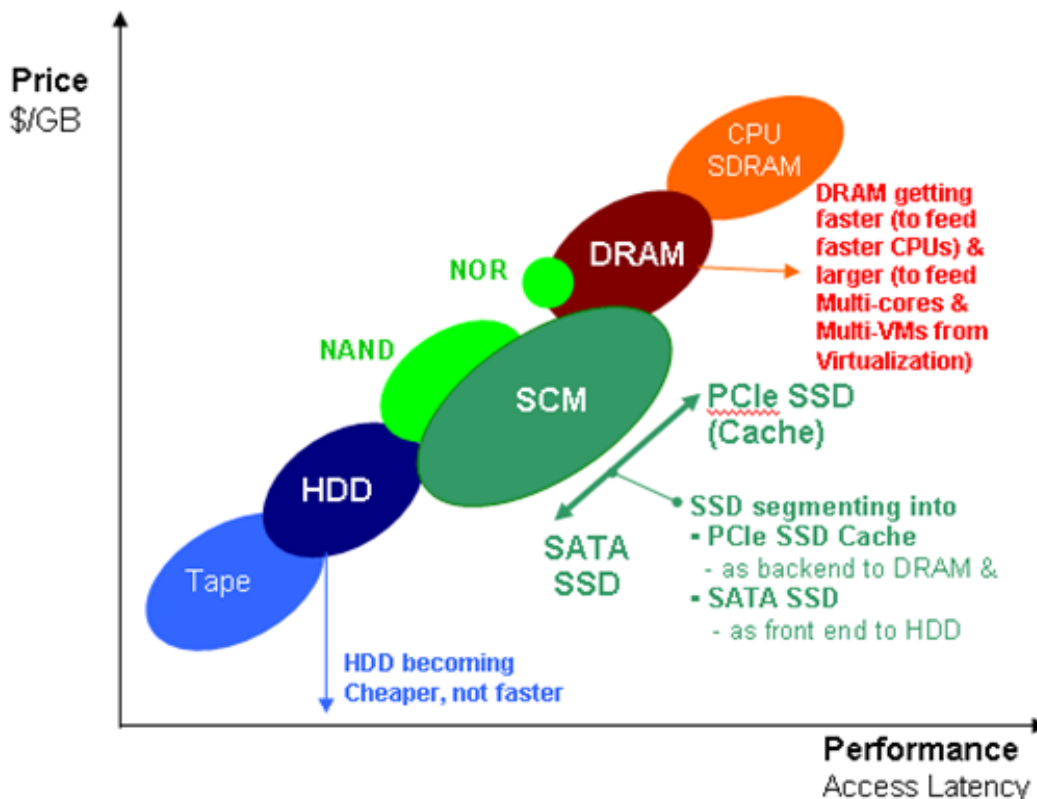 Price
$/GB
CPU
SDRAM
DRAM getting
faster (to feed
faster CPUs) &
larger (to feed
Multi-cores &
Multi-VMs from
Virtualization)
DRAM
NOR
NAND
SCM
PCIe SSD
(Cache)
HDD
SSD segmenting into
- PCIe SSD Cache
- as backend to DRAM &
- SATA SSD
- as front end to HDD
SATA
SSD
Tape
HDD becoming
Cheaper, not faster
Performance
Access Latency